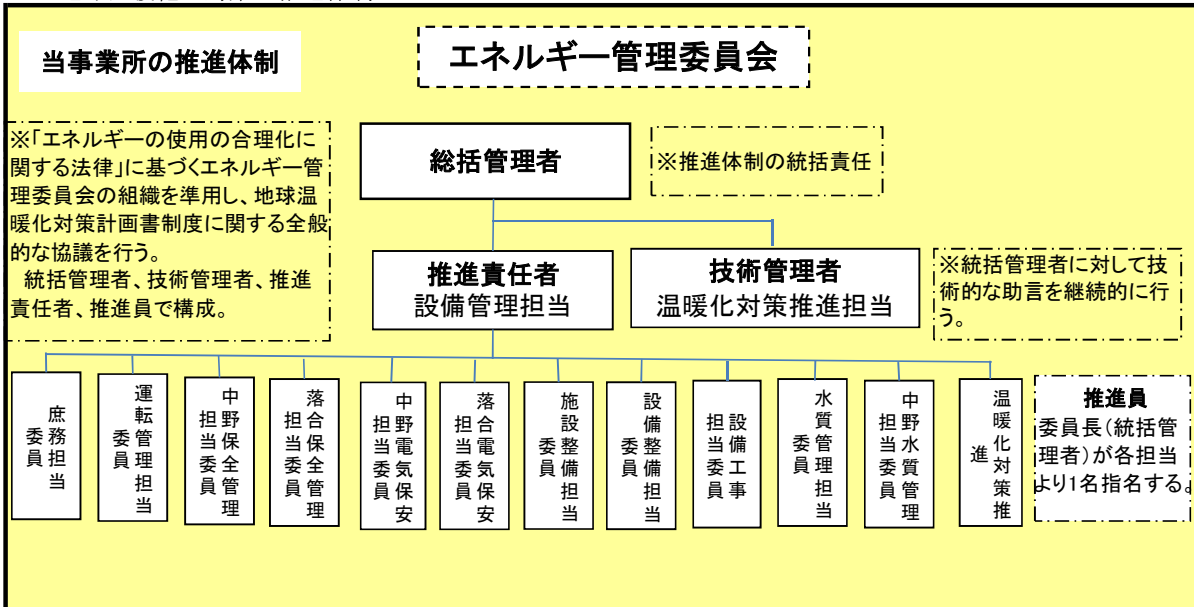 当事業所の推進体制
エネルギー管理委員会
※「エネルギーの使用の合理化に
関する法律」に基づくエネルギー管
理委員会の組織を準用し、地球温
暖化対策計画書制度に関する全般
的な協議を行う。
統括管理者、技術管理者、推進
責任者、推進員で構成。
総括管理者
※推進体制の統括責任
推進責任者
設備管理担当
技術管理者
温暖化対策推進担当
※統括管理者に対して技
術的な助言を継続的に行
う。
庶務担当
委員
運転管理担当
委員
中野保全管理
担当委員
落合保全管理
担当委員
中野電気保安
担当委員
落合電気保安
担当委員
施設整備担当
委員
設備整備担当
委員
設備工事
担当委員
水質管理担当
委員
中野水質管理
担当委員
温暖化対策推
進
推進員
委員長(統括管
理者)が各担当
より1名指名する。